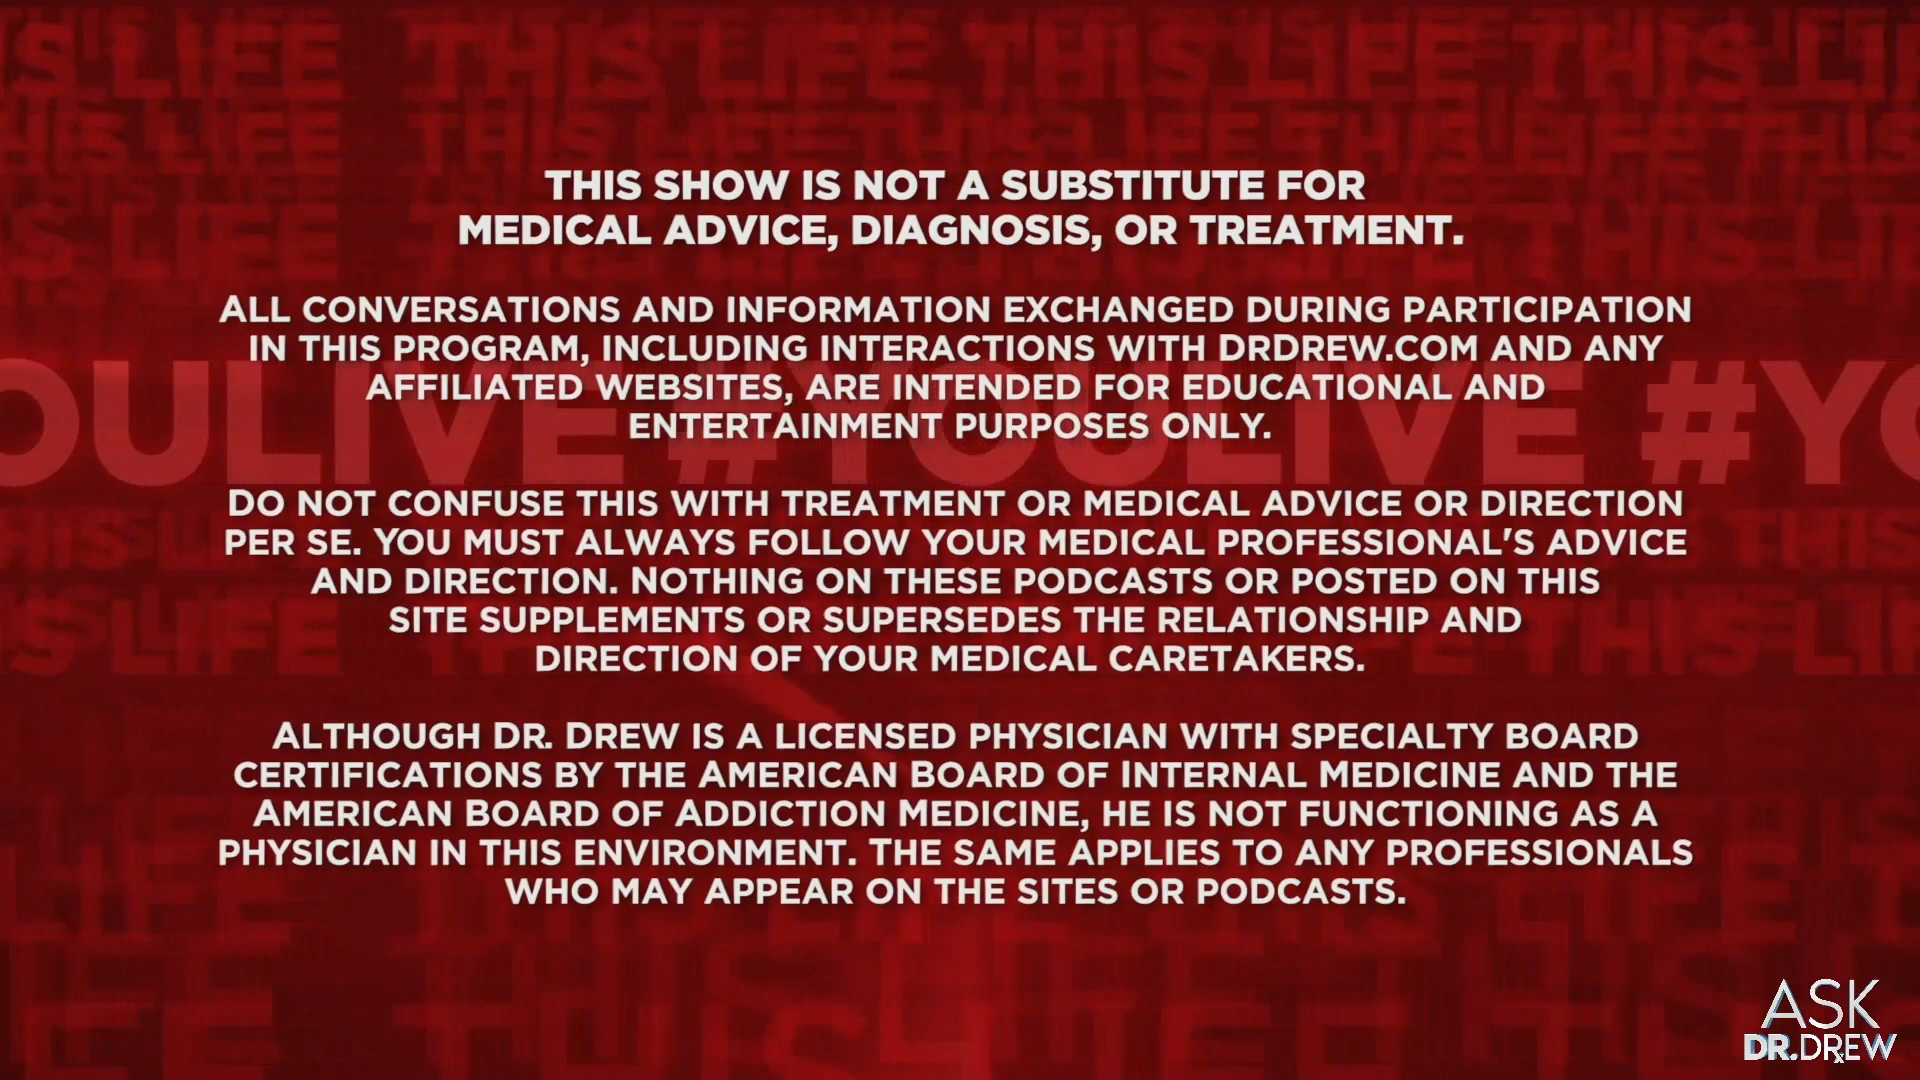 THIS SHOW IS NOT A SUBSTITUTE FOR
MEDICAL ADVICE, DIAGNOSIS, OR TREATMENT.
ALL CONVERSATIONS AND INFORMATION EXCHANGED DURING PARTICIPATION
IN THIS PROGRAM, INCLUDING INTERACTIONS WITH DRDREW.COM AND ANY
AFFILIATED WEBSITES, ARE INTENDED FOR EDUCATIONAL AND
ENTERTAINMENT PURPOSES ONLY.
OULIVE #YOULIVE #YO
DO NOT CONFUSE THIS WITH TREATMENT OR MEDICAL ADVICE OR DIRECTION
PER SE. YOU MUST ALWAYS FOLLOW YOUR MEDICAL PROFESSIONAL'S ADVICE
AND DIRECTION. NOTHING ON THESE PODCASTS OR POSTED ON THIS
SITE SUPPLEMENTS OR SUPERSEDES THE RELATIONSHIP AND
DIRECTION OF YOUR MEDICAL CARETAKERS.
ALTHOUGH DR. DREW IS A LICENSED PHYSICIAN WITH SPECIALTY BOARD
CERTIFICATIONS BY THE AMERICAN BOARD OF INTERNAL MEDICINE AND THE
AMERICAN BOARD OF ADDICTION MEDICINE, HE IS NOT FUNCTIONING AS A
PHYSICIAN IN THIS ENVIRONMENT. THE SAME APPLIES TO ANY PROFESSIONALS
WHO MAY APPEAR ON THE SITES OR PODCASTS.
ASK
DR.DREW